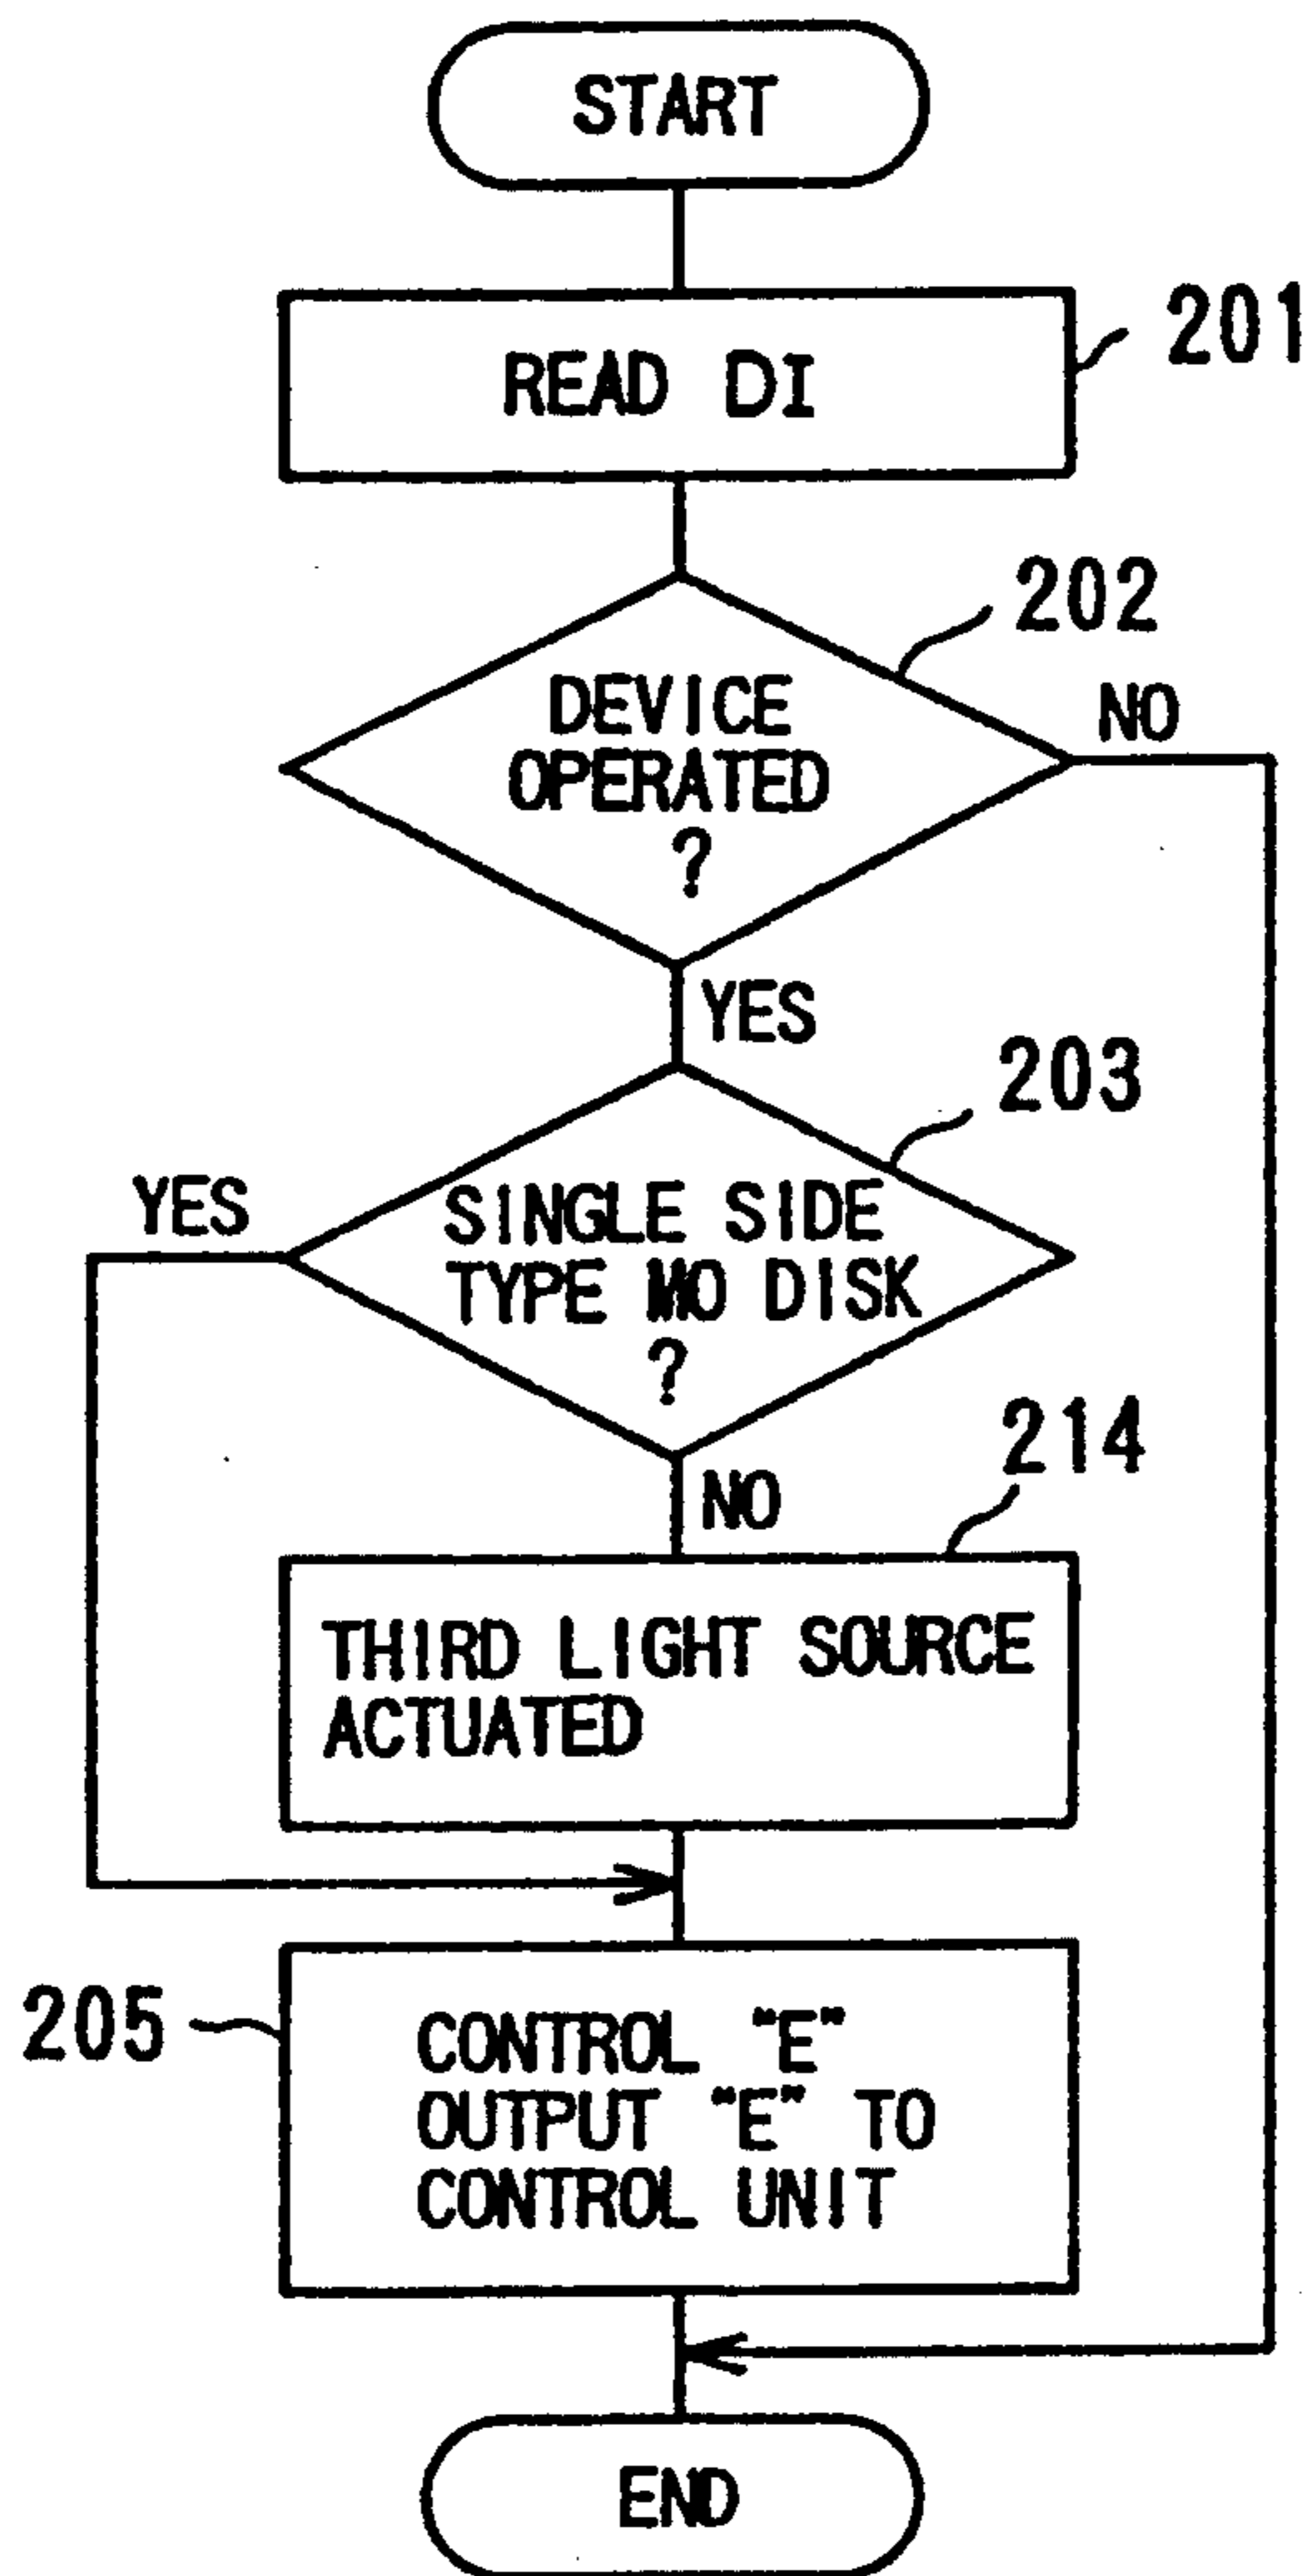 START
READ DI
201
202
DEVICE
OPERATED
?
NO
YES
203
YES
SINGLE SIDE
TYPE MO DISK
?
NO
214
THIRD LIGHT SOURCE
ACTUATED
205
CONTROL "E"
OUTPUT "E" TO
CONTROL UNIT
END